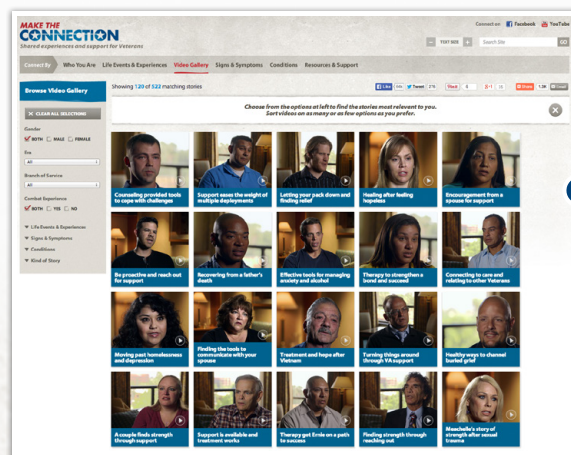 MAKE THE
CONNECTION
Shared experiences and support for Veterans
Connect on: Facebook YouTube
TEXT SIZE
Search Site
GO
Connect By
Who You Are
Life Events & Experiences
Video Gallery
Signs & Symptoms
Conditions
Resources & Support
Browse Video Gallery
Showing 120 of 522 matching stories
Like
Tweet
Share
Email
Choose from the options at left to find the stories most relevant to you.
Sort videos on as many or as few options as you prefer.
CLEAR ALL SELECTIONS
Gender
BOTH MALE FEMALE
Era
All
Branch of Service
All
Combat Experience
BOTH YES NO
Life Events & Experiences
Signs & Symptoms
Conditions
Kind of Story
Counseling provided tools
to cope with challenges
Support eases the weight of
multiple deployments
Letting your pack down and
finding relief
Healing after feeling
hopeless
Encouragement from a
spouse for support
Be proactive and reach out
for support
Recovering from a father's
death
Effective tools for managing
anxiety and alcohol
Therapy to strengthen a
bond and succeed
Connecting to care and
relating to other Veterans
Moving past homelessness
and depression
Finding the tools to
communicate with your
spouse
Treatment and hope after
Vietnam
Turning things around
through VA support
Healthy ways to channel
buried grief
A couple finds strength
through support
Support is available and
treatment works
Therapy got Ernie on a path
to success
Finding strength through
reaching out
story of
strength after sexual
trauma